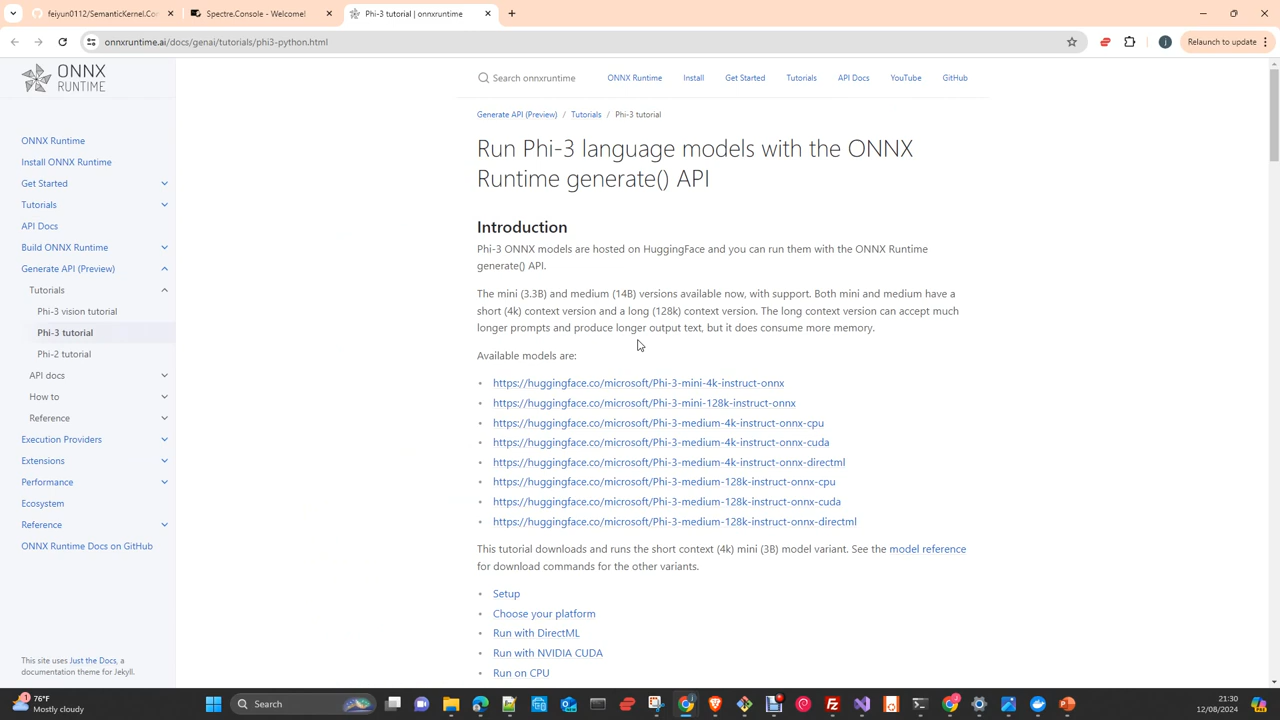 feiyun0112/SemanticKernel.Con
Spectre.Console - Welcome!
Phi-3 tutorial | onnxruntime
onnxruntime.ai/docs/genai/tutorials/phi3-python.html
i
Relaunch to update
ONNX
RUNTIME
Search onnxruntime
ONNX Runtime
Install
Get Started
Tutorials
API Docs
YouTube
GitHub
ONNX Runtime
Install ONNX Runtime
Get Started
Tutorials
API Docs
Build ONNX Runtime
Generate API (Preview)
Tutorials
Phi-3 vision tutorial
Phi-3 tutorial
Phi-2 tutorial
API docs
How to
Reference
Execution Providers
Extensions
Performance
Ecosystem
Reference
ONNX Runtime Docs on GitHub
This site uses Just the Docs, a
documentation theme for Jekyll.
Generate API (Preview) / Tutorials / Phi-3 tutorial
Run Phi-3 language models with the ONNX
Runtime generate() API
Introduction
Phi-3 ONNX models are hosted on HuggingFace and you can run them with the ONNX Runtime
generate() API.
The mini (3.3B) and medium (14B) versions available now, with support. Both mini and medium have a
short (4k) context version and a long (128k) context version. The long context version can accept much
longer prompts and produce longer output text, but it does consume more memory.
Available models are:
https://huggingface.co/microsoft/Phi-3-mini-4k-instruct-onnx
https://huggingface.co/microsoft/Phi-3-mini-128k-instruct-onnx
https://huggingface.co/microsoft/Phi-3-medium-4k-instruct-onnx-cpu
https://huggingface.co/microsoft/Phi-3-medium-4k-instruct-onnx-cuda
https://huggingface.co/microsoft/Phi-3-medium-4k-instruct-onnx-directml
https://huggingface.co/microsoft/Phi-3-medium-128k-instruct-onnx-cpu
https://huggingface.co/microsoft/Phi-3-medium-128k-instruct-onnx-cuda
https://huggingface.co/microsoft/Phi-3-medium-128k-instruct-onnx-directml
This tutorial downloads and runs the short context (4k) mini (3B) model variant. See the model reference
for download commands for the other variants.
Setup
Choose your platform
Run with DirectML
Run with NVIDIA CUDA
Run on CPU
1
76°F
Mostly cloudy
Search
21:30
12/08/2024